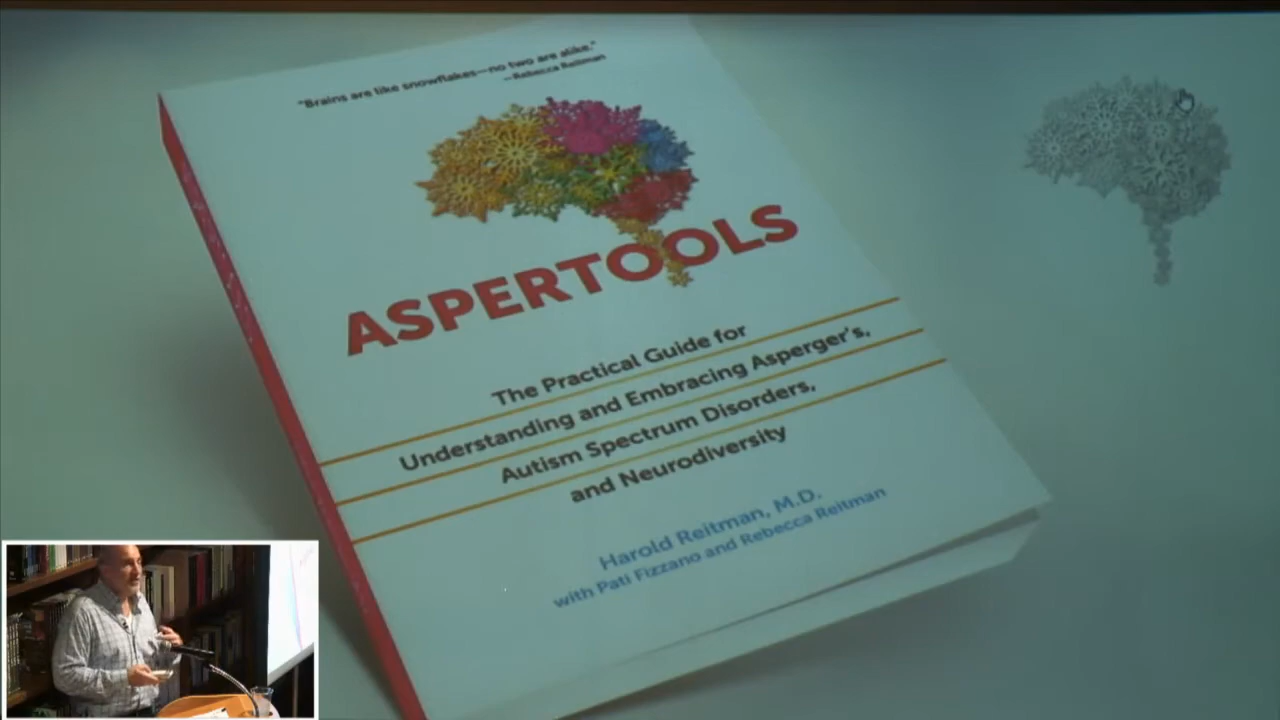 "Brains are like snowflakes—no two are alike."
—Rebecca Reitman
ASPERTOOLS
The Practical Guide for
Understanding and Embracing Asperger's,
Autism Spectrum Disorders,
and Neurodiversity
Harold Reitman, M.D.
with Pati Fizzano and Rebecca Reitman